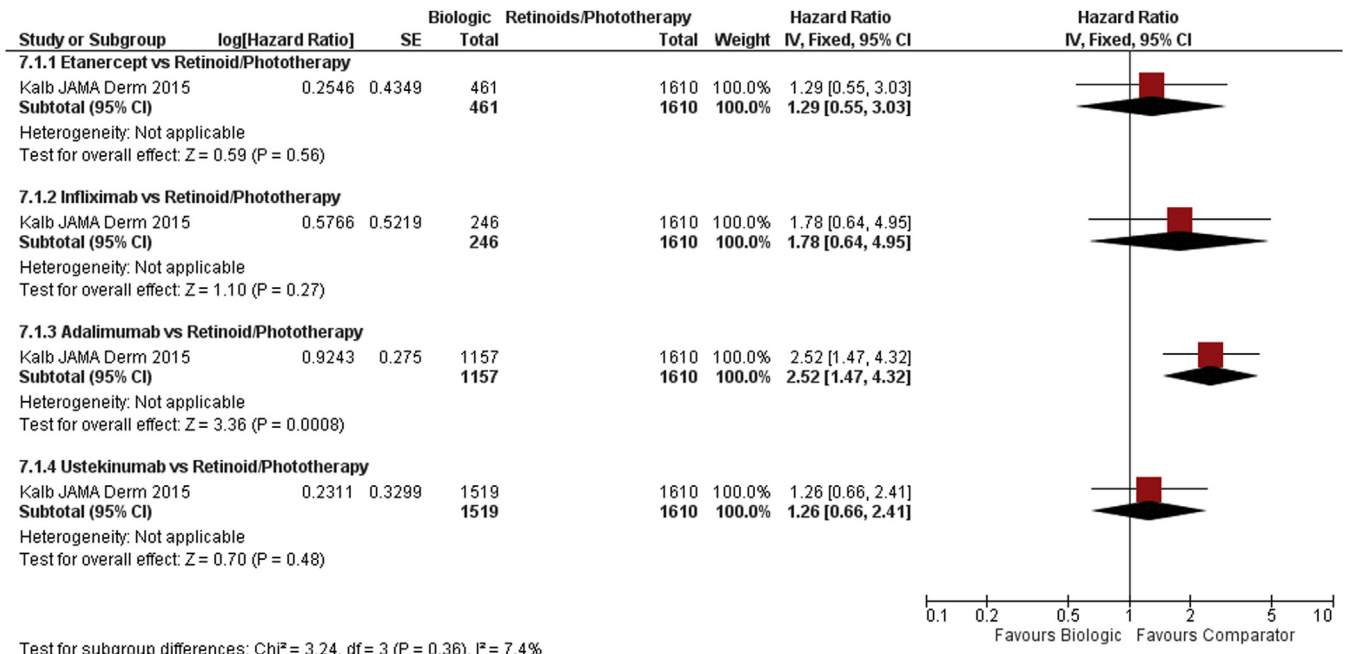 Biologic Retinoids/Phototherapy Hazard Ratio Hazard Ratio
Study or Subgroup log[Hazard Ratio] SE Total Total Weight IV, Fixed, 95% CI IV, Fixed, 95% CI
7.1.1 Etanercept vs Retinoid/Phototherapy
Kalb JAMA Derm 2015 0.2546 0.4349 461 1610 100.0% 1.29 [0.55, 3.03]
Subtotal (95% CI) 461 1610 100.0% 1.29 [0.55, 3.03]
Heterogeneity: Not applicable
Test for overall effect: Z = 0.59 (P = 0.56)
7.1.2 Infliximab vs Retinoid/Phototherapy
Kalb JAMA Derm 2015 0.5766 0.5219 246 1610 100.0% 1.78 [0.64, 4.95]
Subtotal (95% CI) 246 1610 100.0% 1.78 [0.64, 4.95]
Heterogeneity: Not applicable
Test for overall effect: Z = 1.10 (P = 0.27)
7.1.3 Adalimumab vs Retinoid/Phototherapy
Kalb JAMA Derm 2015 0.9243 0.275 1157 1610 100.0% 2.52 [1.47, 4.32]
Subtotal (95% CI) 1157 1610 100.0% 2.52 [1.47, 4.32]
Heterogeneity: Not applicable
Test for overall effect: Z = 3.36 (P = 0.0008)
7.1.4 Ustekinumab vs Retinoid/Phototherapy
Kalb JAMA Derm 2015 0.2311 0.3299 1519 1610 100.0% 1.26 [0.66, 2.41]
Subtotal (95% CI) 1519 1610 100.0% 1.26 [0.66, 2.41]
Heterogeneity: Not applicable
Test for overall effect: Z = 0.70 (P = 0.48)
0.1 0.2 0.5 1 2 5 10
Favours Biologic Favours Comparator
Test for subgroup differences: Chi² = 3.24, df = 3 (P = 0.36), I² = 7.4%